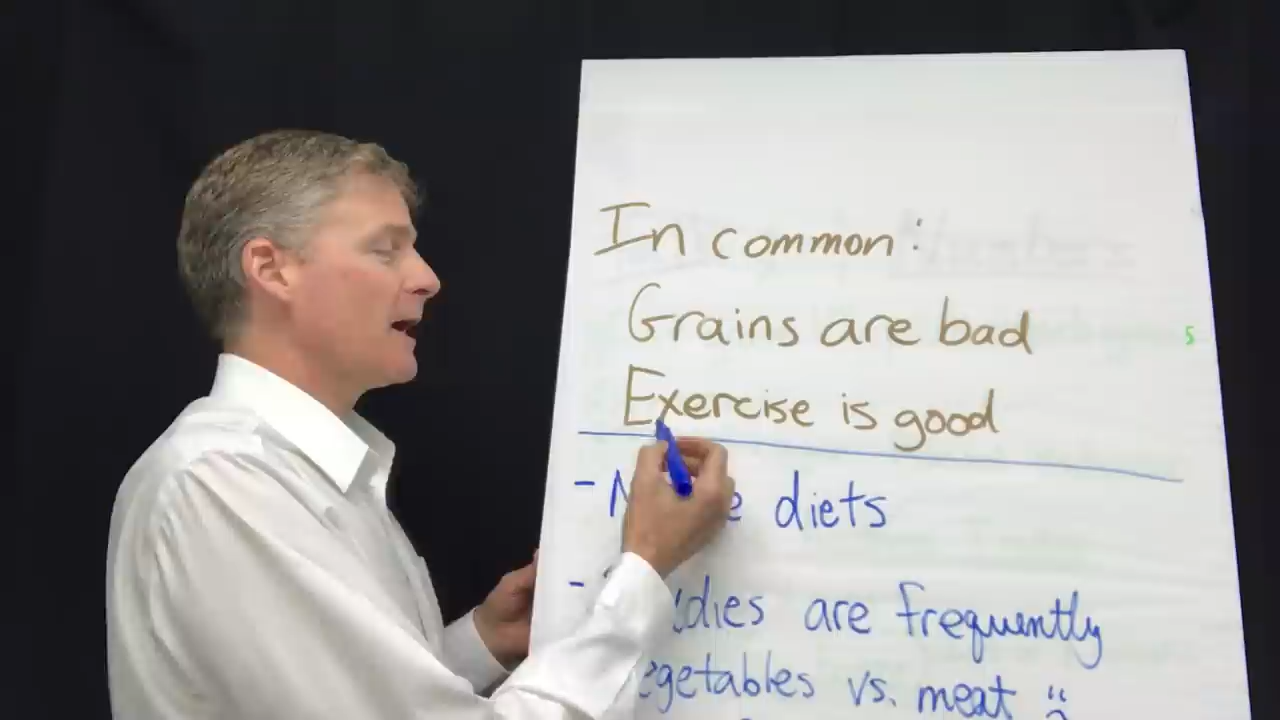 In common:
Grains are bad
Exercise is good
- diets
- are frequently
vs. meat
s